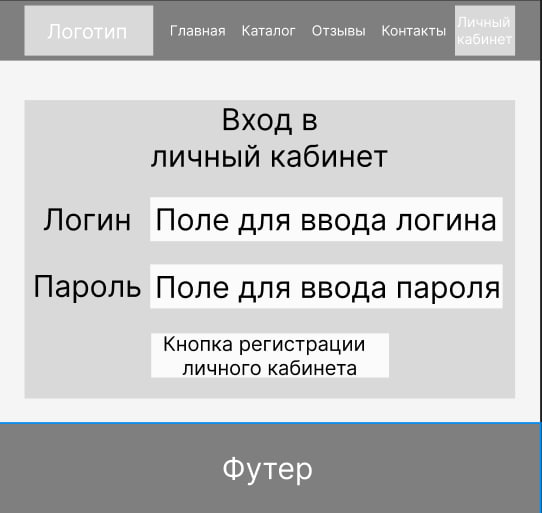 Логотип Главная Каталог Отзывы Контакты Личный
кабинет
Вход в
личный кабинет
Логин Поле для ввода логина
Пароль Поле для ввода пароля
Кнопка регистрации
личного кабинета
Футер